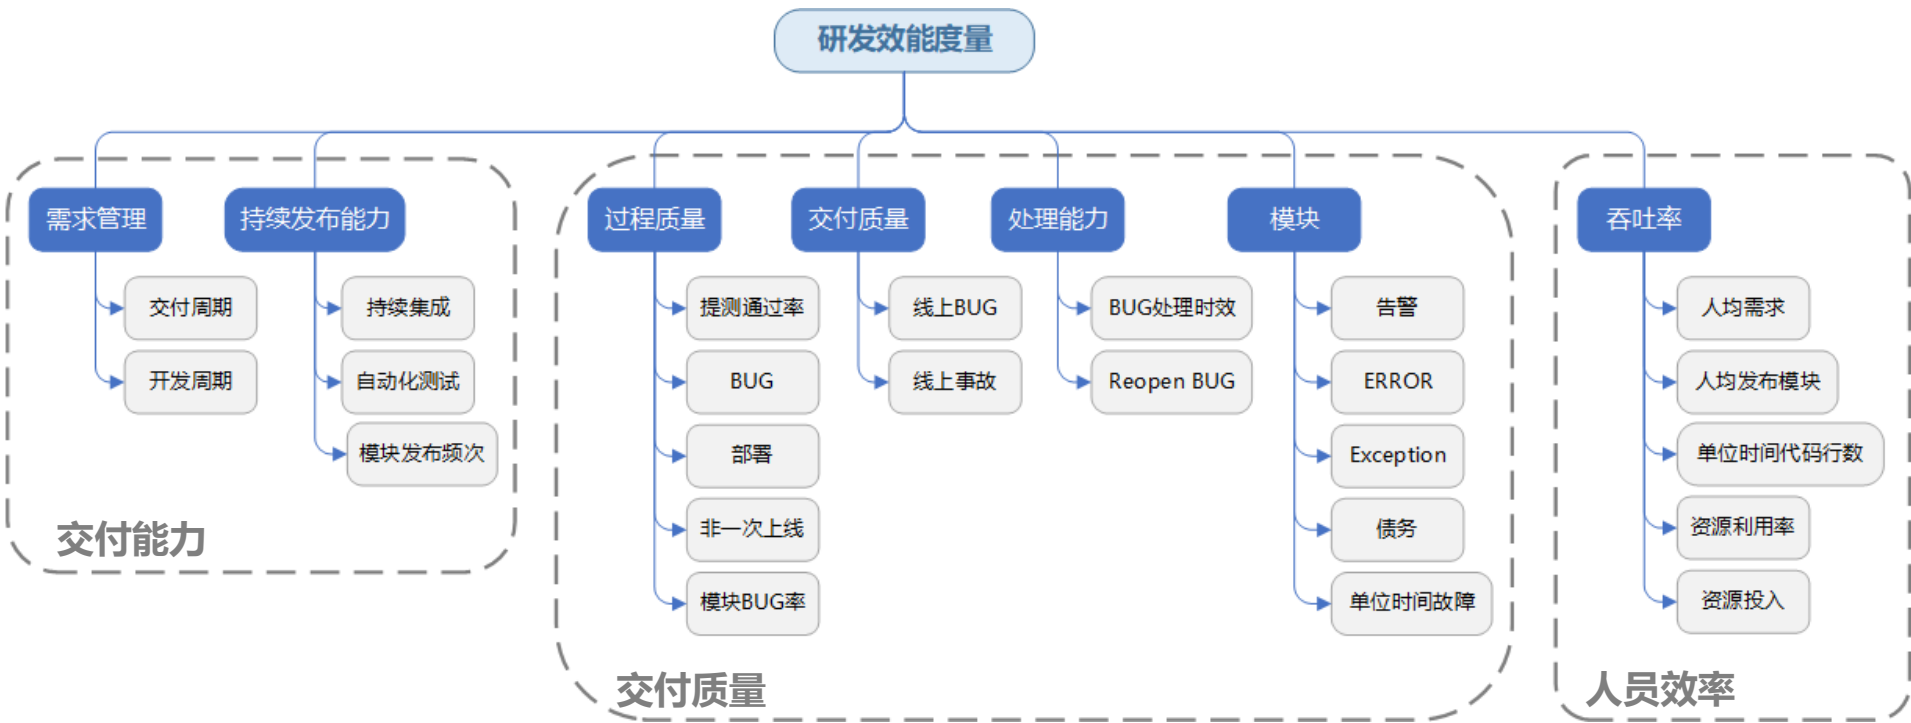 研发效能度量
需求管理
交付周期
开发周期
持续发布能力
持续集成
自动化测试
模块发布频次
交付能力
过程质量
提测通过率
BUG
部署
非一次上线
模块BUG率
交付质量
线上BUG
线上事故
处理能力
BUG处理时效
Reopen BUG
模块
告警
ERROR
Exception
债务
单位时间故障
交付质量
吞吐率
人均需求
人均发布模块
单位时间代码行数
资源利用率
资源投入
人员效率